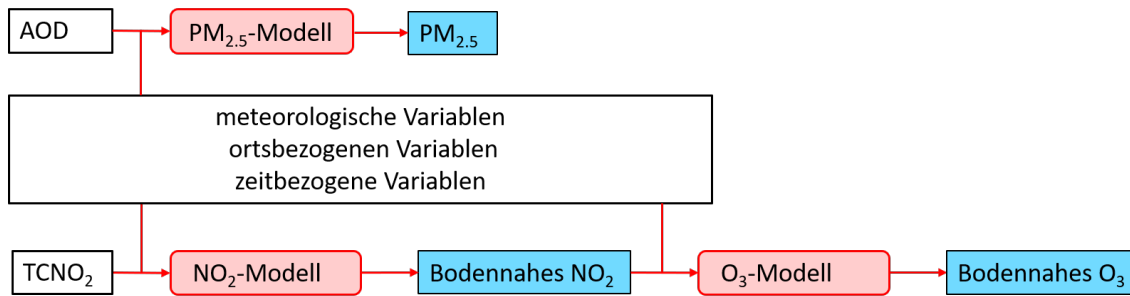 AOD
PM₂.₅-Modell
PM₂.₅
meteorologische Variablen
ortsbezogenen Variablen
zeitbezogene Variablen
TCNO₂
NO₂-Modell
Bodennahes NO₂
O₃-Modell
Bodennahes O₃